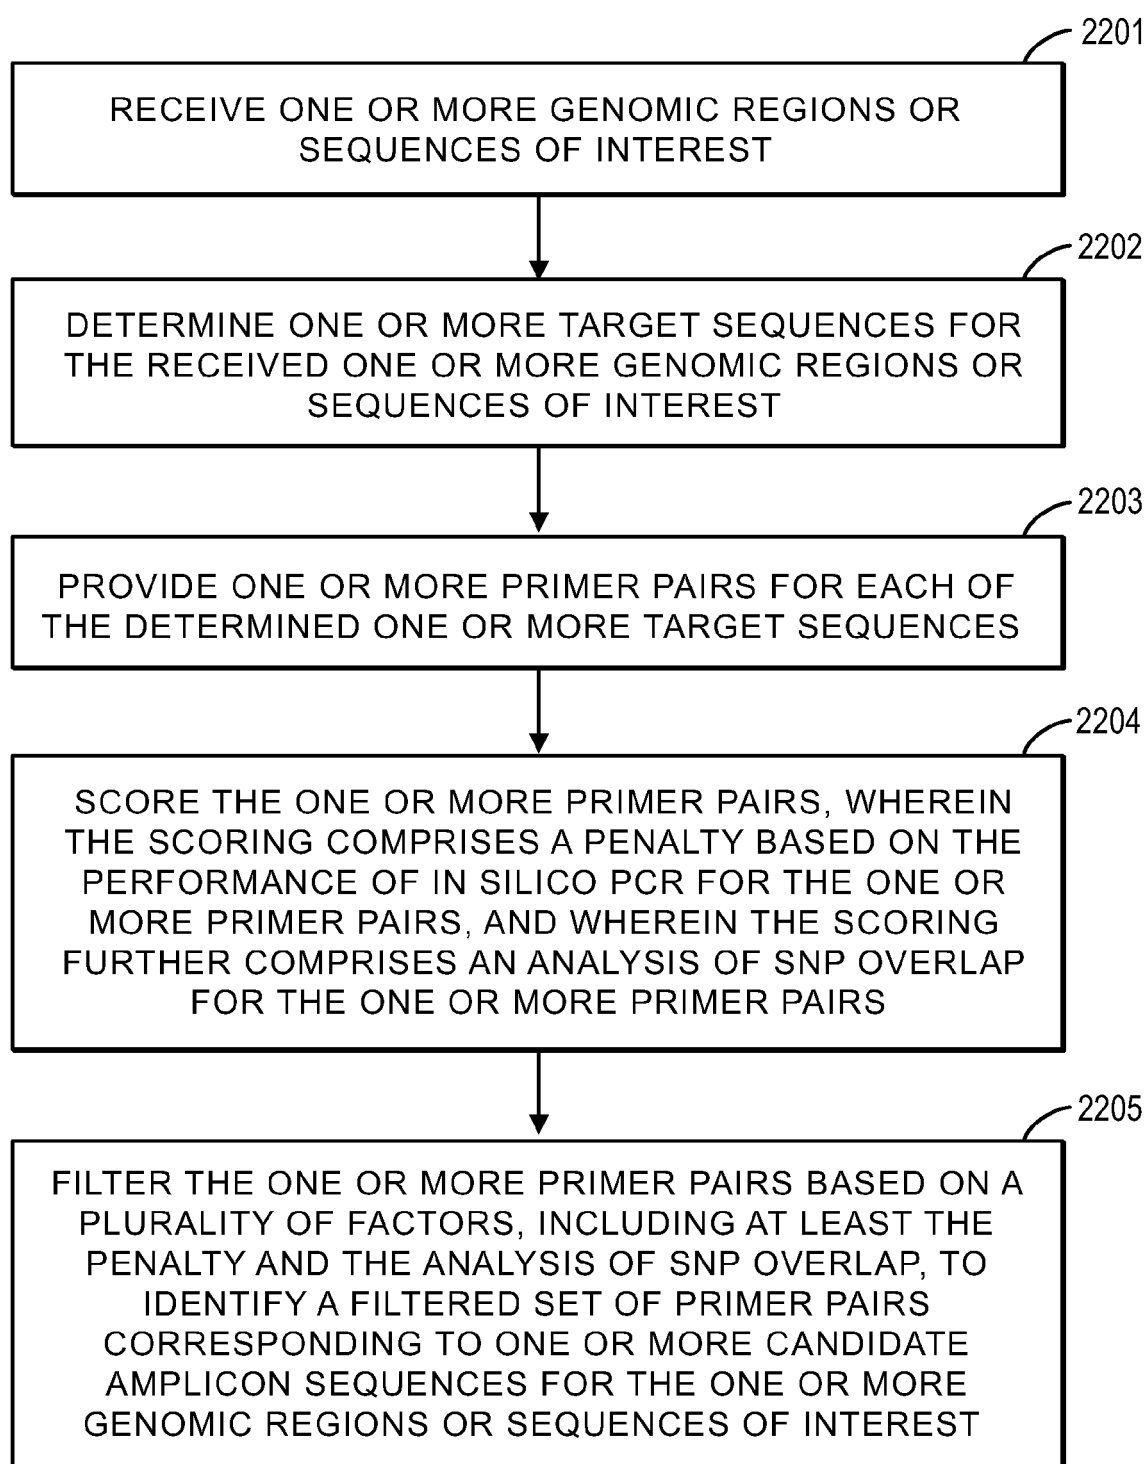 2201
RECEIVE ONE OR MORE GENOMIC REGIONS OR
SEQUENCES OF INTEREST
2202
DETERMINE ONE OR MORE TARGET SEQUENCES FOR
THE RECEIVED ONE OR MORE GENOMIC REGIONS OR
SEQUENCES OF INTEREST
2203
PROVIDE ONE OR MORE PRIMER PAIRS FOR EACH OF
THE DETERMINED ONE OR MORE TARGET SEQUENCES
2204
SCORE THE ONE OR MORE PRIMER PAIRS, WHEREIN
THE SCORING COMPRISES A PENALTY BASED ON THE
PERFORMANCE OF IN SILICO PCR FOR THE ONE OR
MORE PRIMER PAIRS, AND WHEREIN THE SCORING
FURTHER COMPRISES AN ANALYSIS OF SNP OVERLAP
FOR THE ONE OR MORE PRIMER PAIRS
2205
FILTER THE ONE OR MORE PRIMER PAIRS BASED ON A
PLURALITY OF FACTORS, INCLUDING AT LEAST THE
PENALTY AND THE ANALYSIS OF SNP OVERLAP, TO
IDENTIFY A FILTERED SET OF PRIMER PAIRS
CORRESPONDING TO ONE OR MORE CANDIDATE
AMPLICON SEQUENCES FOR THE ONE OR MORE
GENOMIC REGIONS OR SEQUENCES OF INTEREST